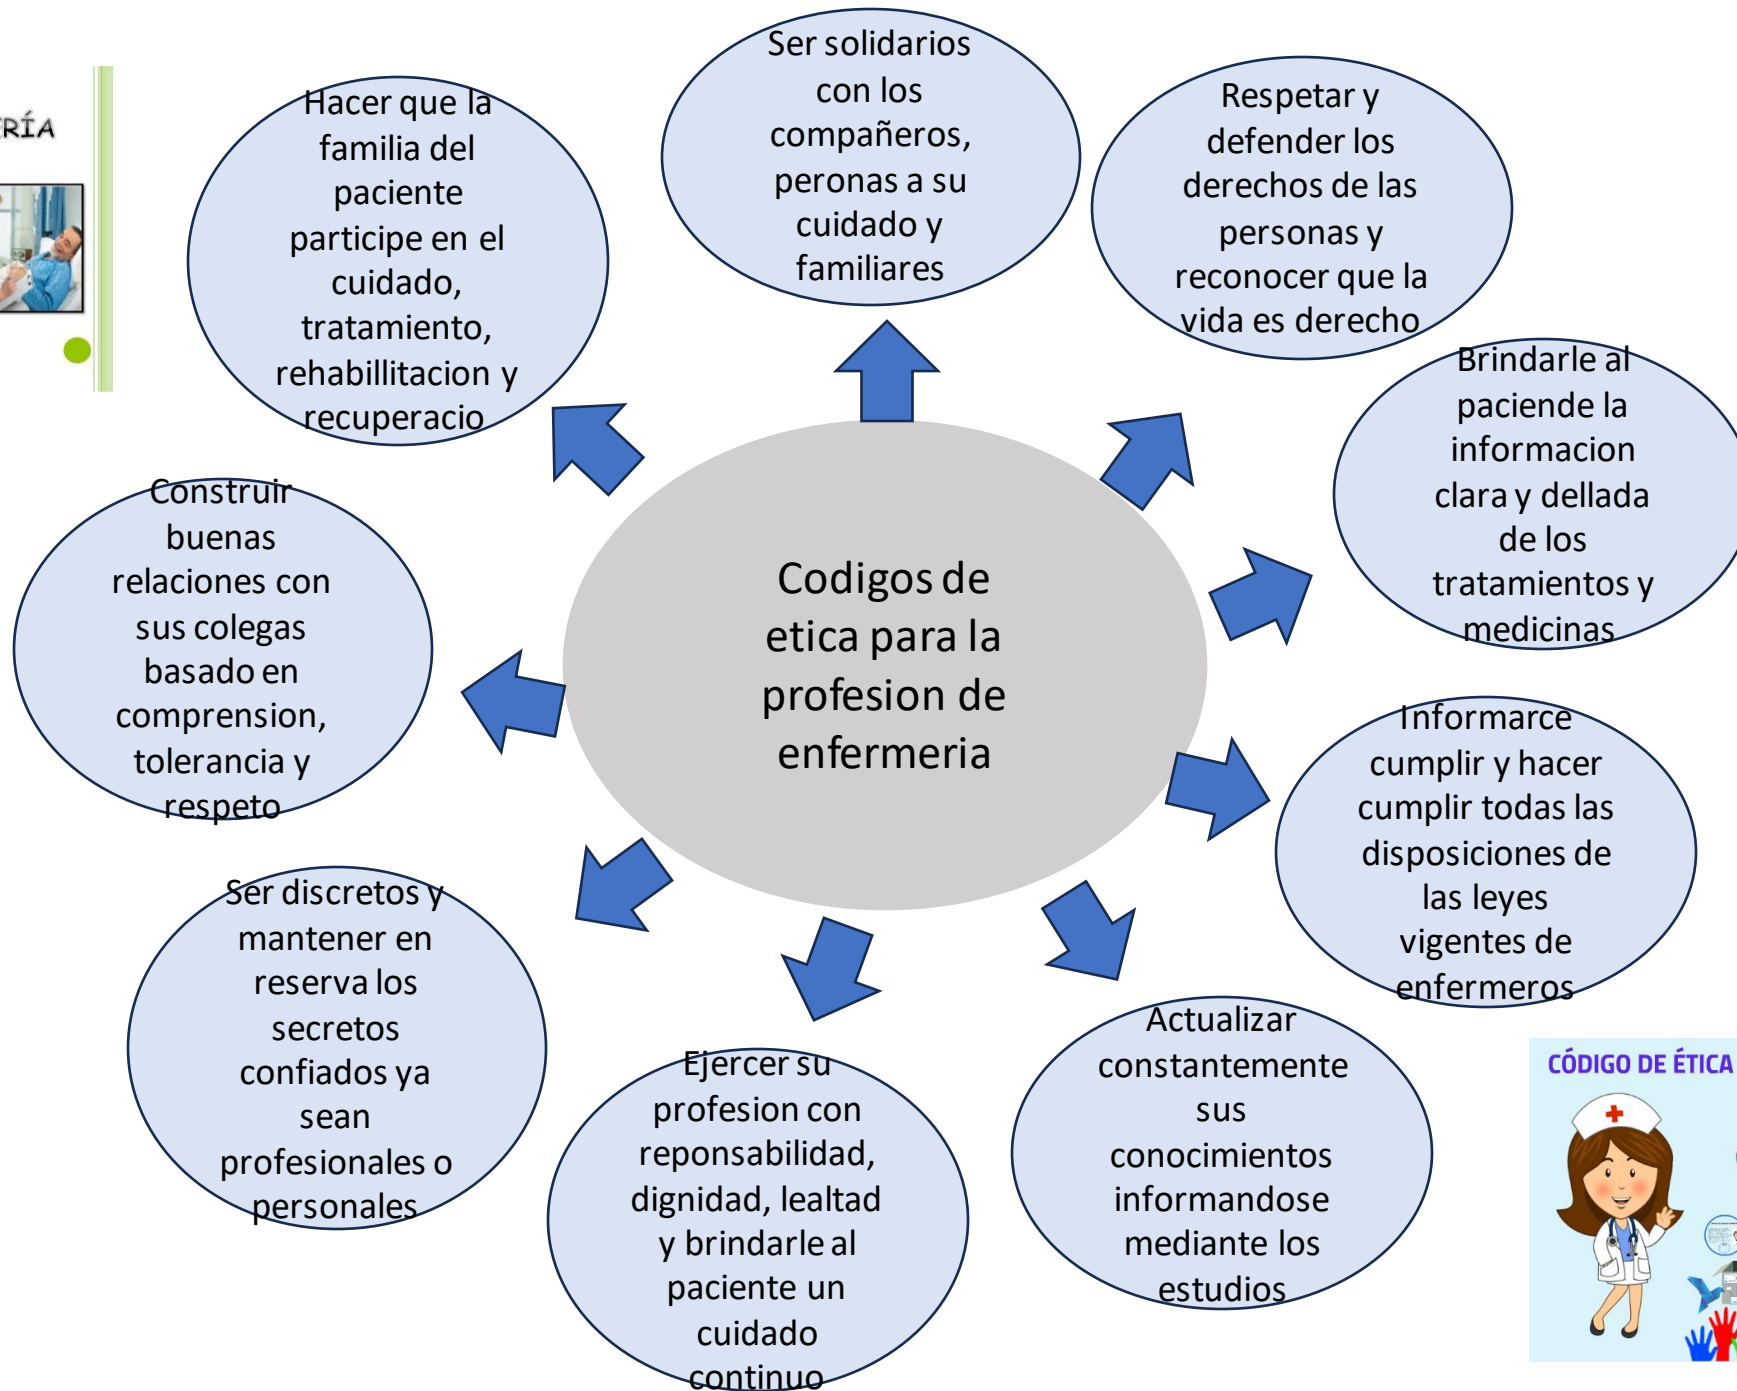 Ser solidarios
con los
compañeros,
peronas a su
cuidado y
familiares
Respetar y
defender los
derechos de las
personas y
reconocer que la
vida es derecho
Brindarle al
paciende la
informacion
clara y dellada
de los
tratamientos y
medicinas
Informarce
cumplir y hacer
cumplir todas las
disposiciones de
las leyes
vigentes de
enfermeros
Actualizar
constantemente
sus
conocimientos
informandose
mediante los
estudios
Ejercer su
profesion con
reponsabilidad,
dignidad, lealtad
y brindarle al
paciente un
cuidado
continuo
Ser discretos y
mantener en
reserva los
secretos
confiados ya
sean
profesionales o
personales
Construir
buenas
relaciones con
sus colegas
basado en
comprension,
tolerancia y
respeto
Hacer que la
familia del
paciente
participe en el
cuidado,
tratamiento,
rehabillitacion y
recuperacio
Codigos de
etica para la
profesion de
enfermeria
RÍA
CÓDIGO DE ÉTICA